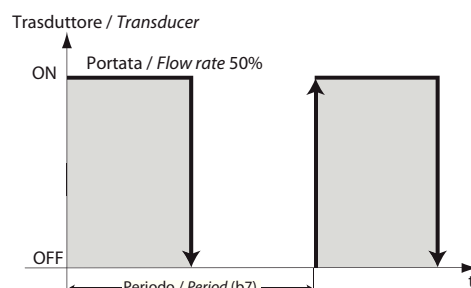 Trasduttore / Transducer
ON
Portata / Flow rate 50%
OFF
t
Periodo / Period (b7)